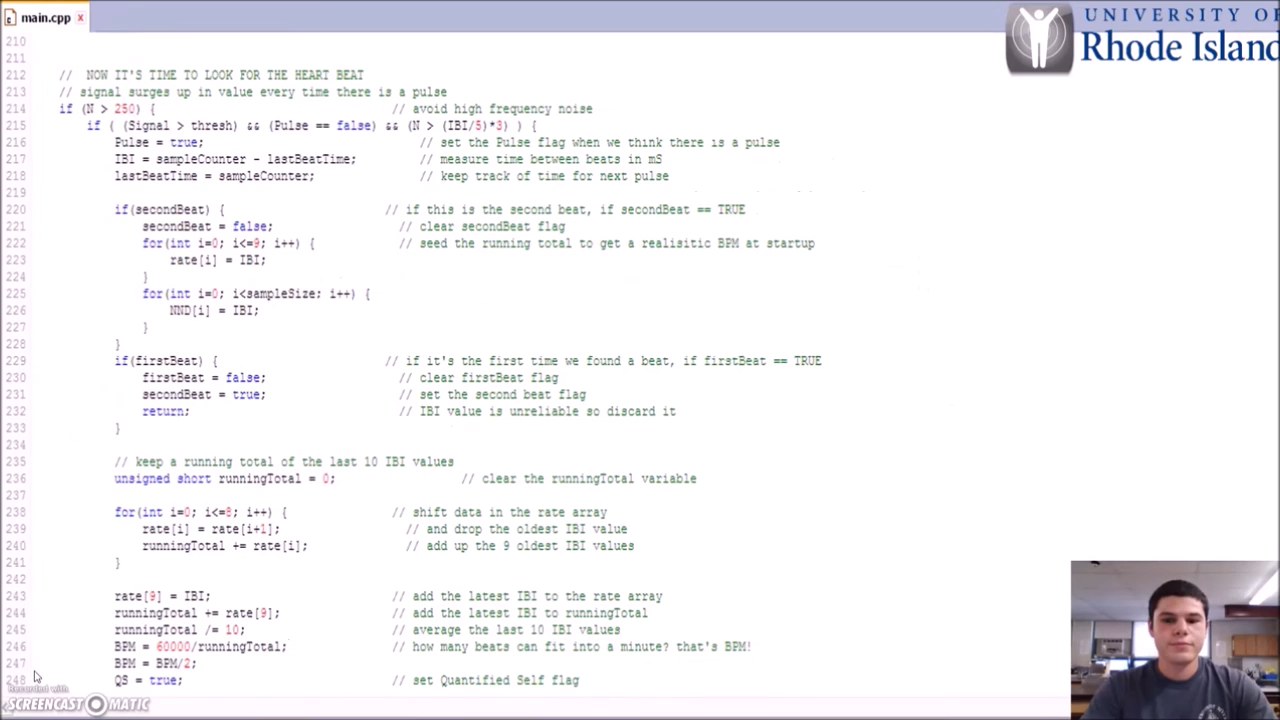 main.cpp x
UNIVERSITY OF
Rhode Island
210
211
212 // NOW IT'S TIME TO LOOK FOR THE HEART BEAT
213 // signal surges up in value every time there is a pulse
214 if (N > 250) { // avoid high frequency noise
215 if ( (Signal > thresh) && (Pulse == false) && (N > (IBI/5)*3) ) {
216 Pulse = true; // set the Pulse flag when we think there is a pulse
217 IBI = sampleCounter - lastBeatTime; // measure time between beats in mS
218 lastBeatTime = sampleCounter; // keep track of time for next pulse
219
220 if(secondBeat) { // if this is the second beat, if secondBeat == TRUE
221 secondBeat = false; // clear secondBeat flag
222 for(int i=0; i<=9; i++) { // seed the running total to get a realisitic BPM at startup
223 rate[i] = IBI;
224 }
225 for(int i=0; i<sampleSize; i++) {
226 NND[i] = IBI;
227 }
228 }
229 if(firstBeat) { // if it's the first time we found a beat, if firstBeat == TRUE
230 firstBeat = false; // clear firstBeat flag
231 secondBeat = true; // set the second beat flag
232 return; // IBI value is unreliable so discard it
233 }
234
235 // keep a running total of the last 10 IBI values
236 unsigned short runningTotal = 0; // clear the runningTotal variable
237
238 for(int i=0; i<=8; i++) { // shift data in the rate array
239 rate[i] = rate[i+1]; // and drop the oldest IBI value
240 runningTotal += rate[i]; // add up the 9 oldest IBI values
241 }
242
243 rate[9] = IBI; // add the latest IBI to the rate array
244 runningTotal += rate[9]; // add the latest IBI to runningTotal
245 runningTotal /= 10; // average the last 10 IBI values
246 BPM = 60000/runningTotal; // how many beats can fit into a minute? that's BPM!
247 BPM = BPM/2;
248 QS = true; // set Quantified Self flag
Recorded with
SCREENCAST MATIC